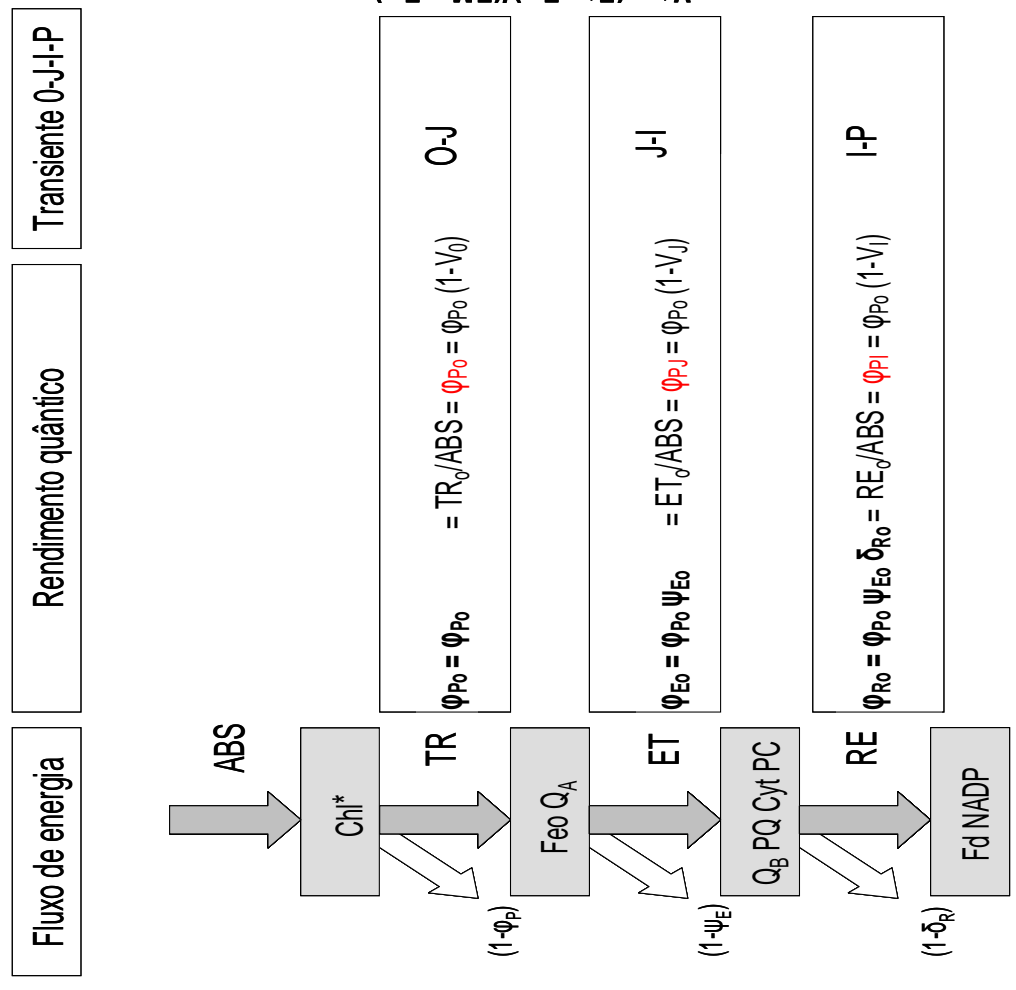 Fluxo de energia
Rendimento quântico
Transiente O-J-I-P
ABS
Chl*
TR
(1-φP)
φPo = φPo = TRo/ABS = φPo = φPo (1-V0)
O-J
Feo QA
ET
(1-ψE)
φEo = φPo ψEo = ETo/ABS = φPJ = φPo (1-VJ)
J-I
QB PQ Cyt PC
RE
(1-δR)
φRo = φPo ψEo δRo = REo/ABS = φPI = φPo (1-VI)
I-P
Fd NADP